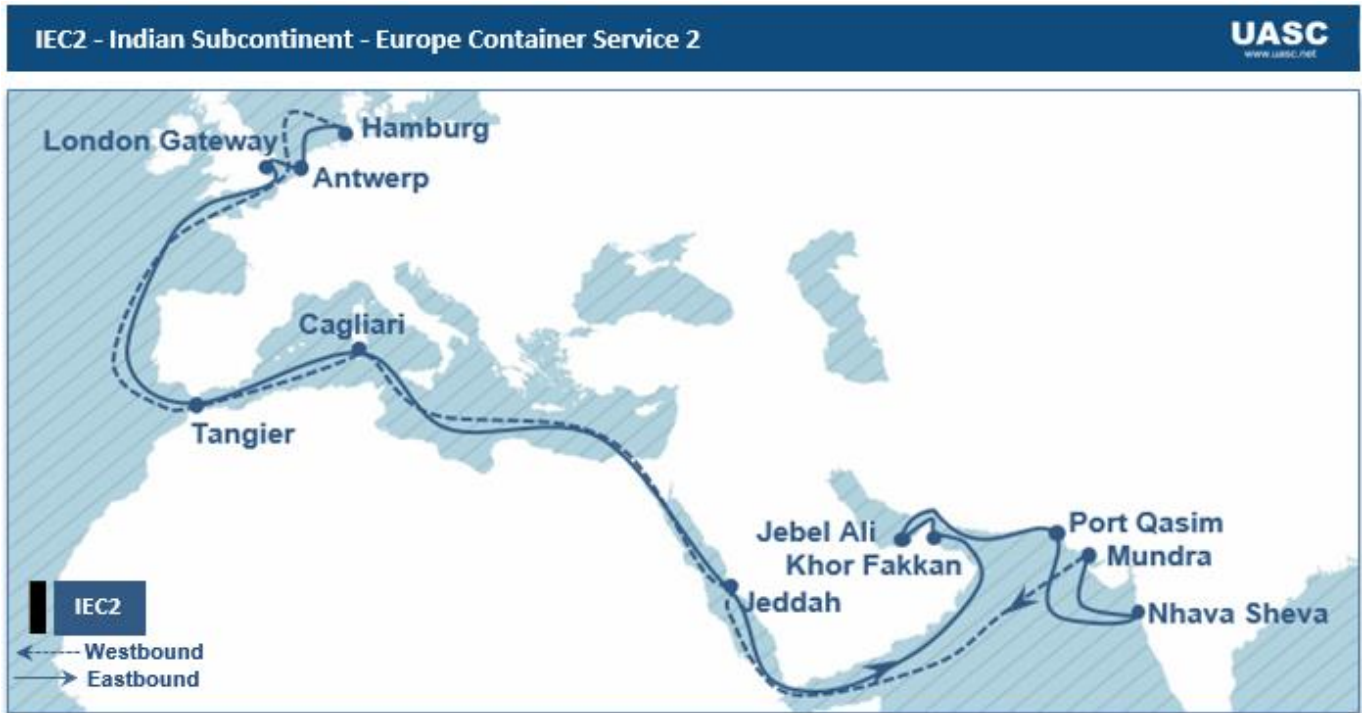 IEC2 - Indian Subcontinent - Europe Container Service 2
UASC
www.uasc.net
London Gateway
Hamburg
Antwerp
Cagliari
Tangier
Jebel Ali
Khor Fakkan
Port Qasim
Mundra
Jeddah
Nhava Sheva
IEC2
Westbound
Eastbound